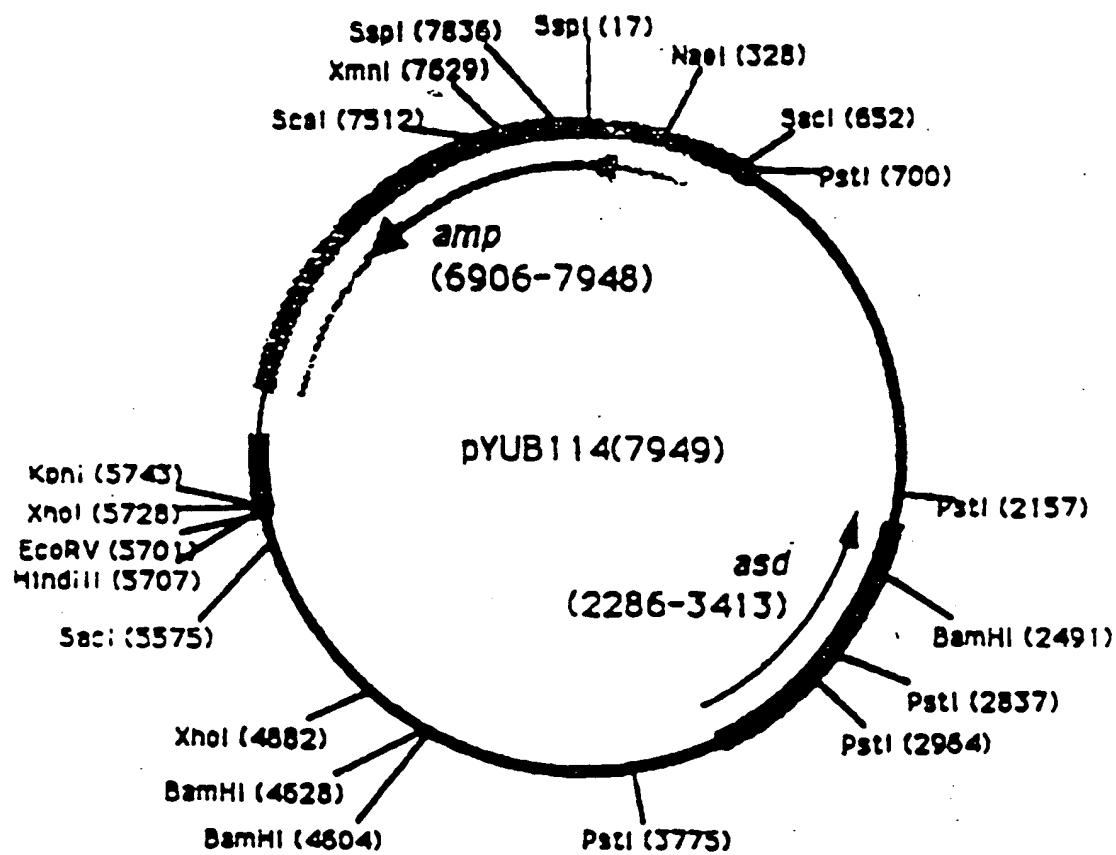 SspI (7836)
SspI (17)
XmnI (7629)
NaeI (328)
ScaI (7512)
SacI (652)
PstI (700)
amp
(6906-7948)
pYUB114(7949)
KpnI (5743)
XhoI (5728)
EcoRV (5701)
HindIII (5707)
PstI (2157)
asd
(2286-3413)
SacI (5575)
BamHI (2491)
PstI (2837)
XhoI (4882)
PstI (2964)
BamHI (4628)
BamHI (4604)
PstI (3775)